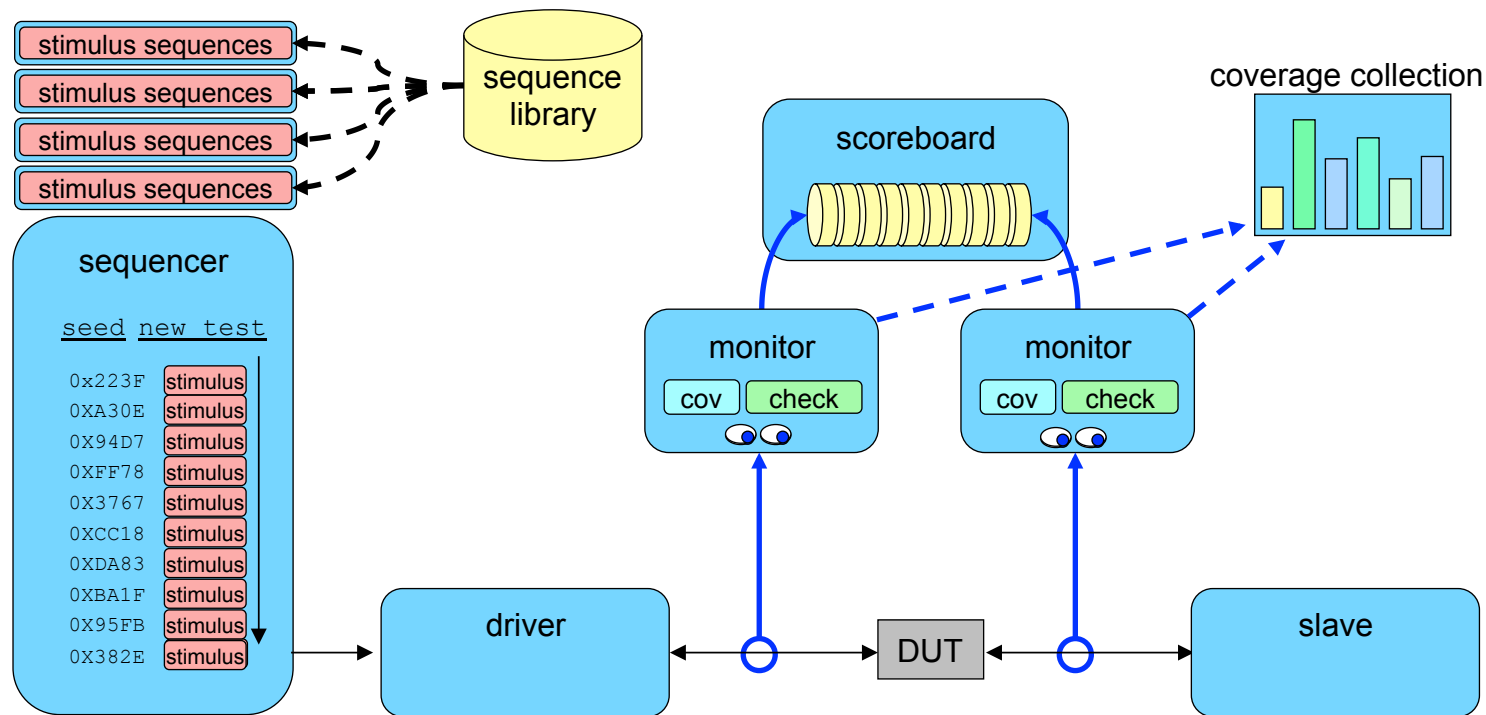 stimulus sequences
stimulus sequences
stimulus sequences
stimulus sequences
sequence
library
coverage collection
scoreboard
sequencer
seed new test
0x223F stimulus
0XA30E stimulus
0X94D7 stimulus
0XFF78 stimulus
0X3767 stimulus
0XCC18 stimulus
0XDA83 stimulus
0XBA1F stimulus
0X95FB stimulus
0X382E stimulus
monitor
cov check
monitor
cov check
driver
DUT
slave